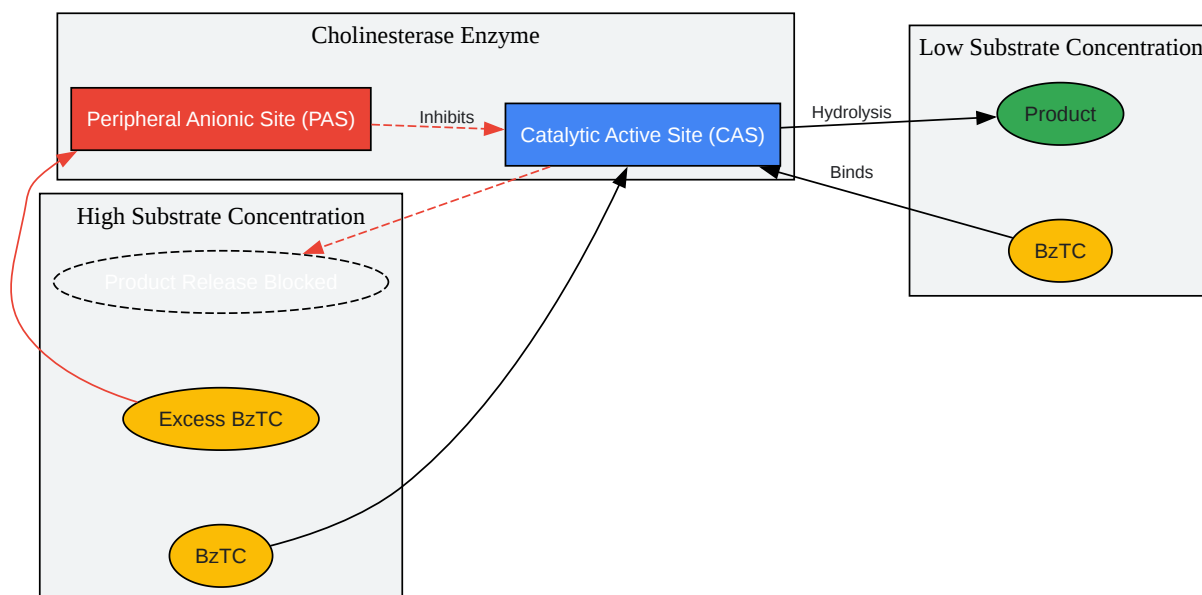 Cholinesterase Enzyme
Peripheral Anionic Site (PAS)
Inhibits
Catalytic Active Site (CAS)
Hydrolysis
Binds
Low Substrate Concentration
Product
BzTC
High Substrate Concentration
Product Release Blocked
Excess BzTC
BzTC